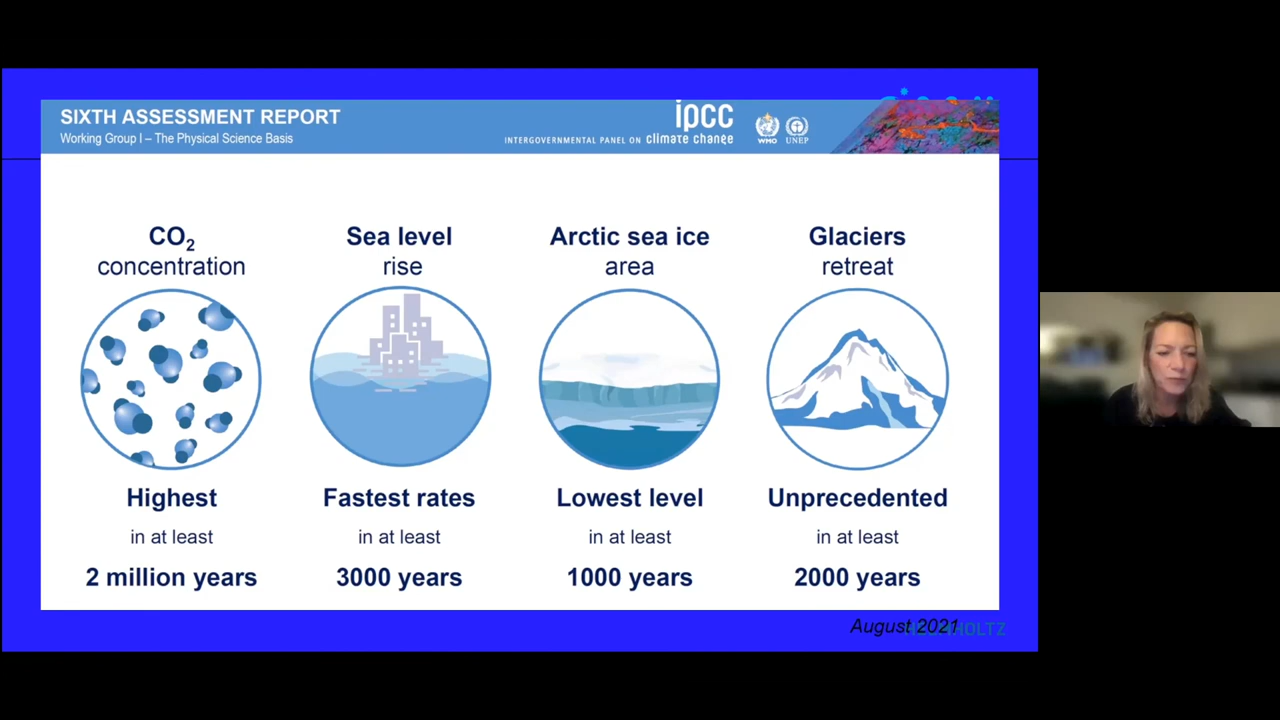 SIXTH ASSESSMENT REPORT
Working Group I – The Physical Science Basis
ipcc
INTERGOVERNMENTAL PANEL ON climate change
WMO
UNEP
CO2
concentration
Highest
in at least
2 million years
Sea level
rise
Fastest rates
in at least
3000 years
Arctic sea ice
area
Lowest level
in at least
1000 years
Glaciers
retreat
Unprecedented
in at least
2000 years
August 2021